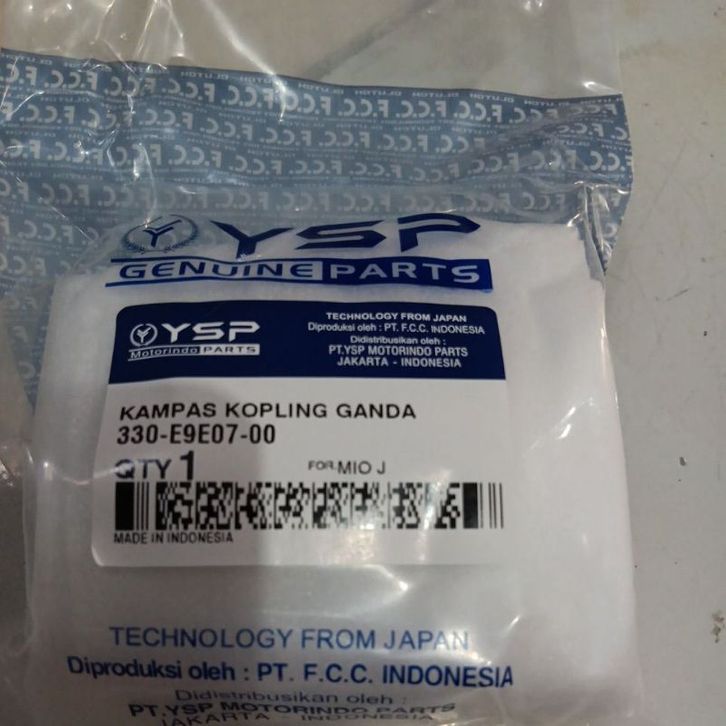 YSP
GENUINE PARTS
YSP
Motorindo PARTS
TECHNOLOGY FROM JAPAN
Diproduksi oleh : PT. F.C.C. INDONESIA
Didistribusikan oleh :
PT.YSP MOTORINDO PARTS
JAKARTA - INDONESIA
KAMPAS KOPLING GANDA
330-E9E07-00
QTY 1 FOR MIO J
MADE IN INDONESIA
TECHNOLOGY FROM JAPAN
Diproduksi oleh : PT. F.C.C. INDONESIA
Didistribusikan oleh :
PT.YSP MOTORINDO PARTS
JAKARTA - INDONESIA